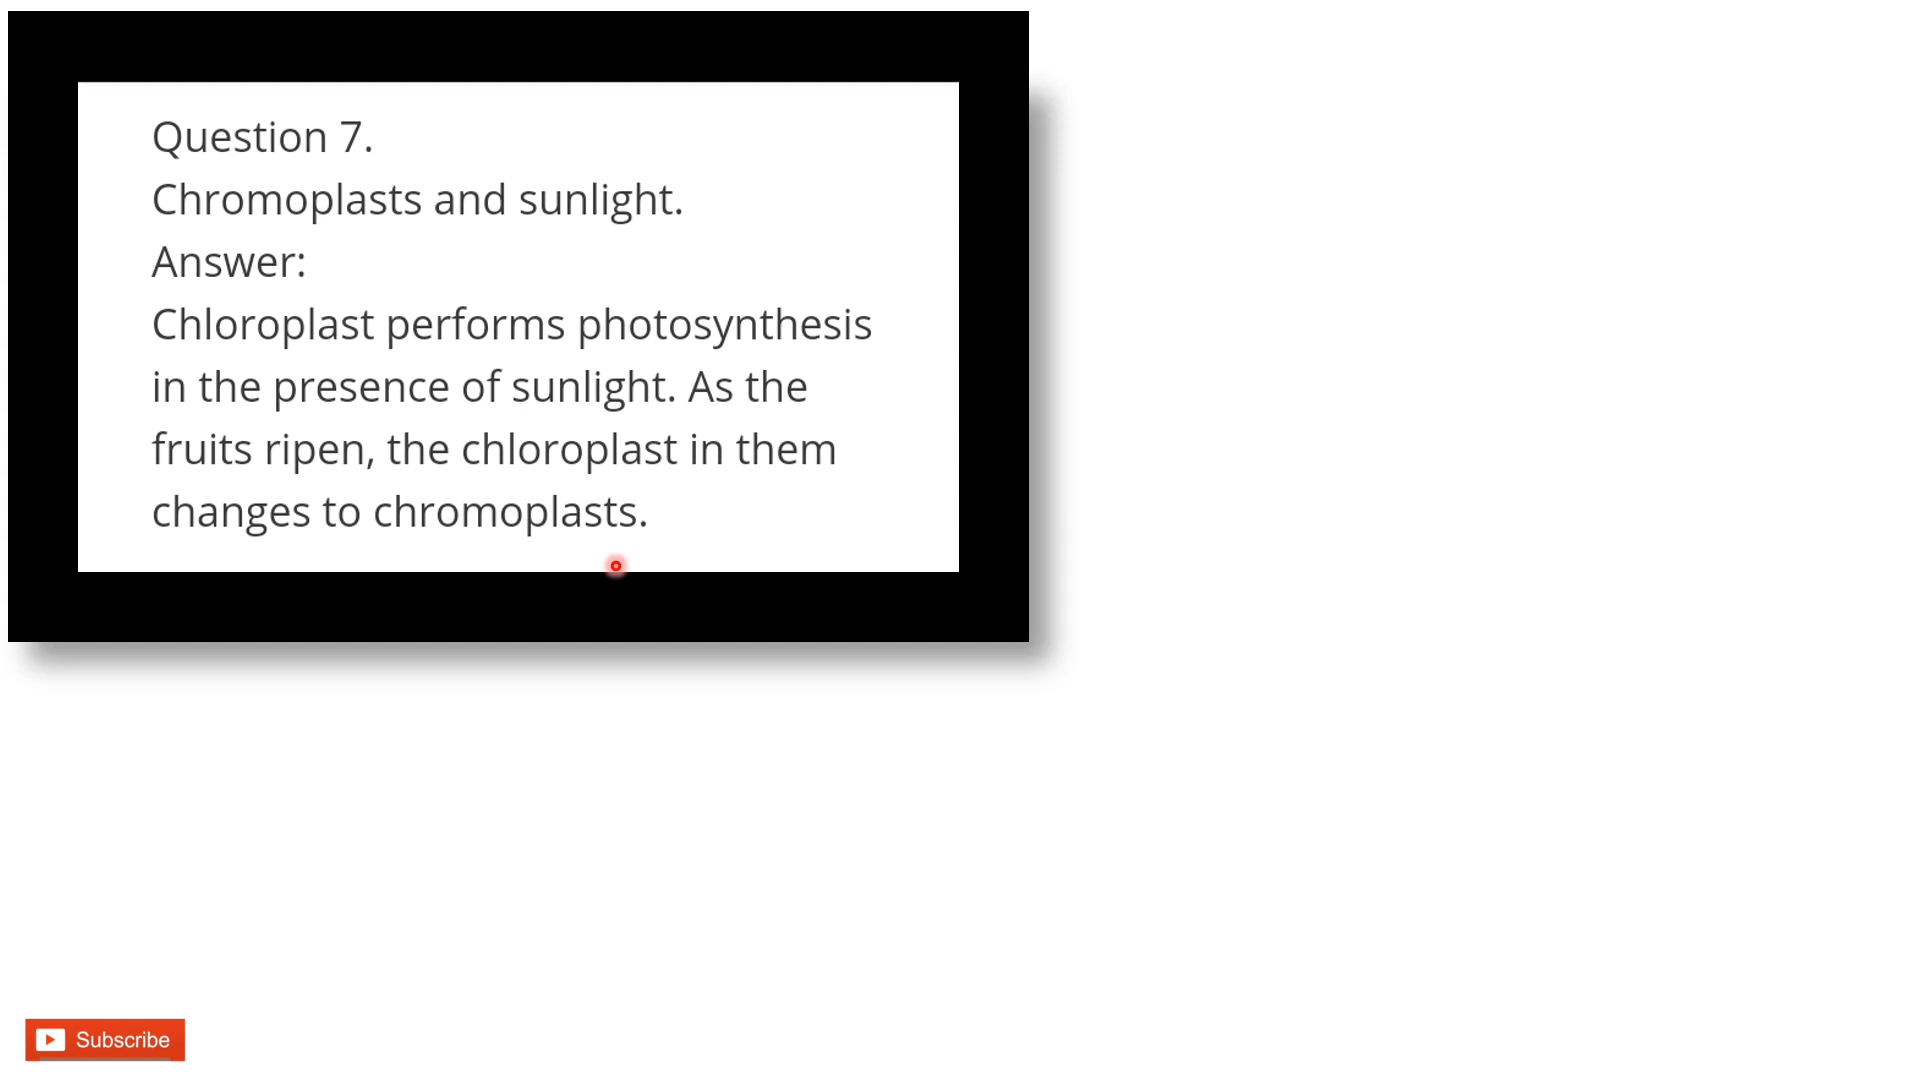 Question 7.
Chromoplasts and sunlight.
Answer:
Chloroplast performs photosynthesis
in the presence of sunlight. As the
fruits ripen, the chloroplast in them
changes to chromoplasts.
Subscribe